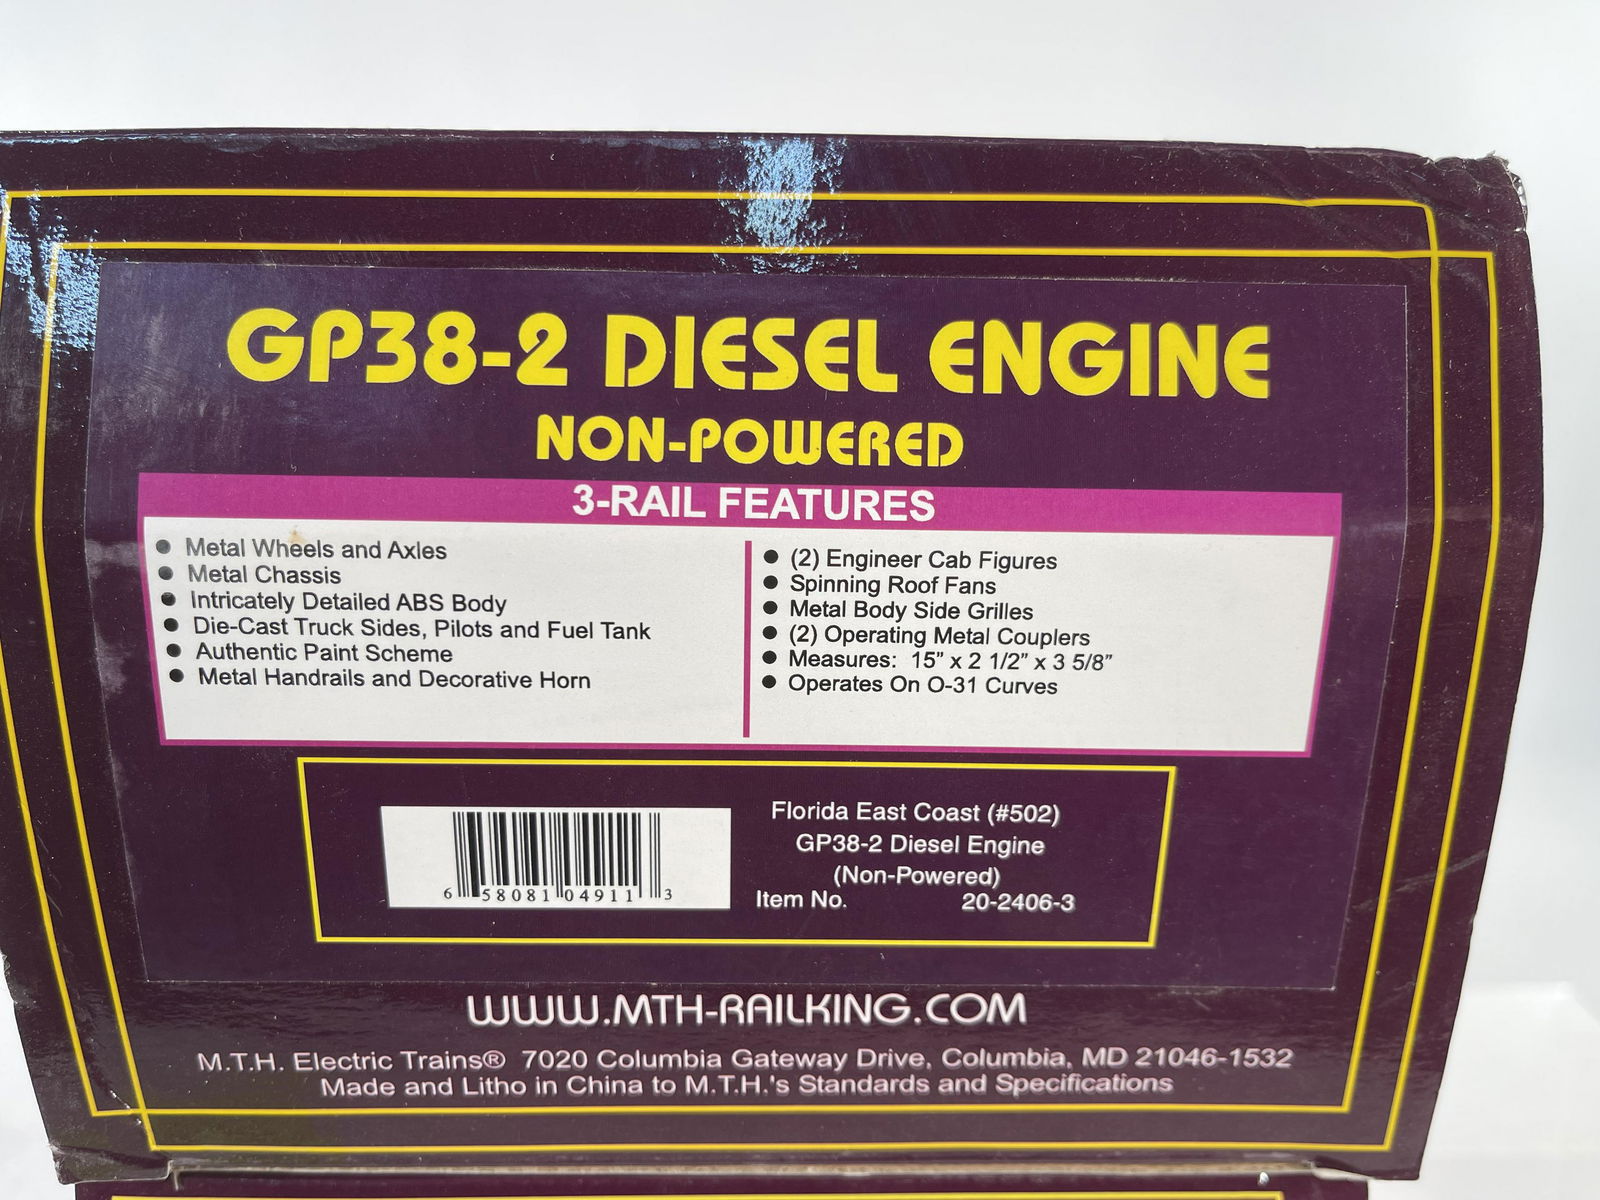 GP38-2 DIESEL ENGINE
NON-POWERED
3-RAIL FEATURES
● Metal Wheels and Axles
● Metal Chassis
● Intricately Detailed ABS Body
● Die-Cast Truck Sides, Pilots and Fuel Tank
● Authentic Paint Scheme
● Metal Handrails and Decorative Horn
● (2) Engineer Cab Figures
● Spinning Roof Fans
● Metal Body Side Grilles
● (2) Operating Metal Couplers
● Measures: 15” x 2 1/2” x 3 5/8”
● Operates On O-31 Curves
6 58081 04911 3
Florida East Coast (#502)
GP38-2 Diesel Engine
(Non-Powered)
Item No. 20-2406-3
WWW.MTH-RAILKING.COM
M.T.H. Electric Trains® 7020 Columbia Gateway Drive, Columbia, MD 21046-1532
Made and Litho in China to M.T.H.'s Standards and Specifications